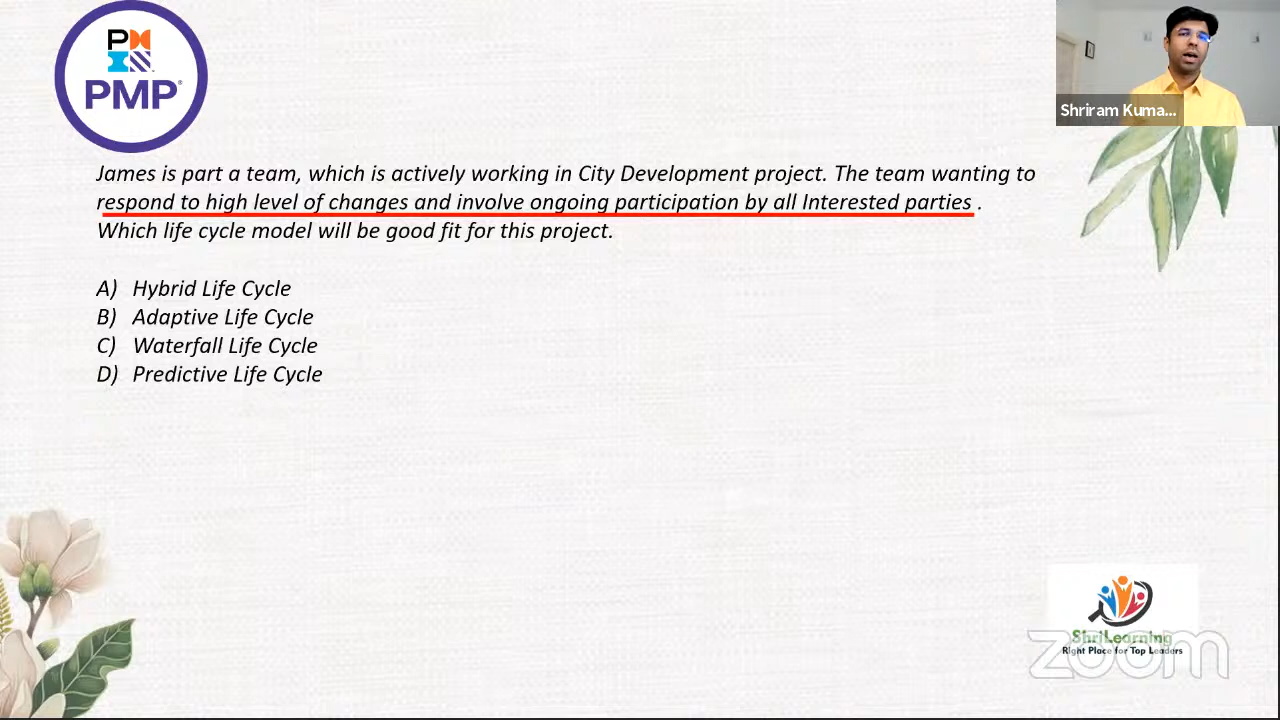 PM
PMP®
Shriram Kuma...
James is part a team, which is actively working in City Development project. The team wanting to
respond to high level of changes and involve ongoing participation by all Interested parties .
Which life cycle model will be good fit for this project.
A) Hybrid Life Cycle
B) Adaptive Life Cycle
C) Waterfall Life Cycle
D) Predictive Life Cycle
ShriLearning
Right Place for Top Leaders
zoom